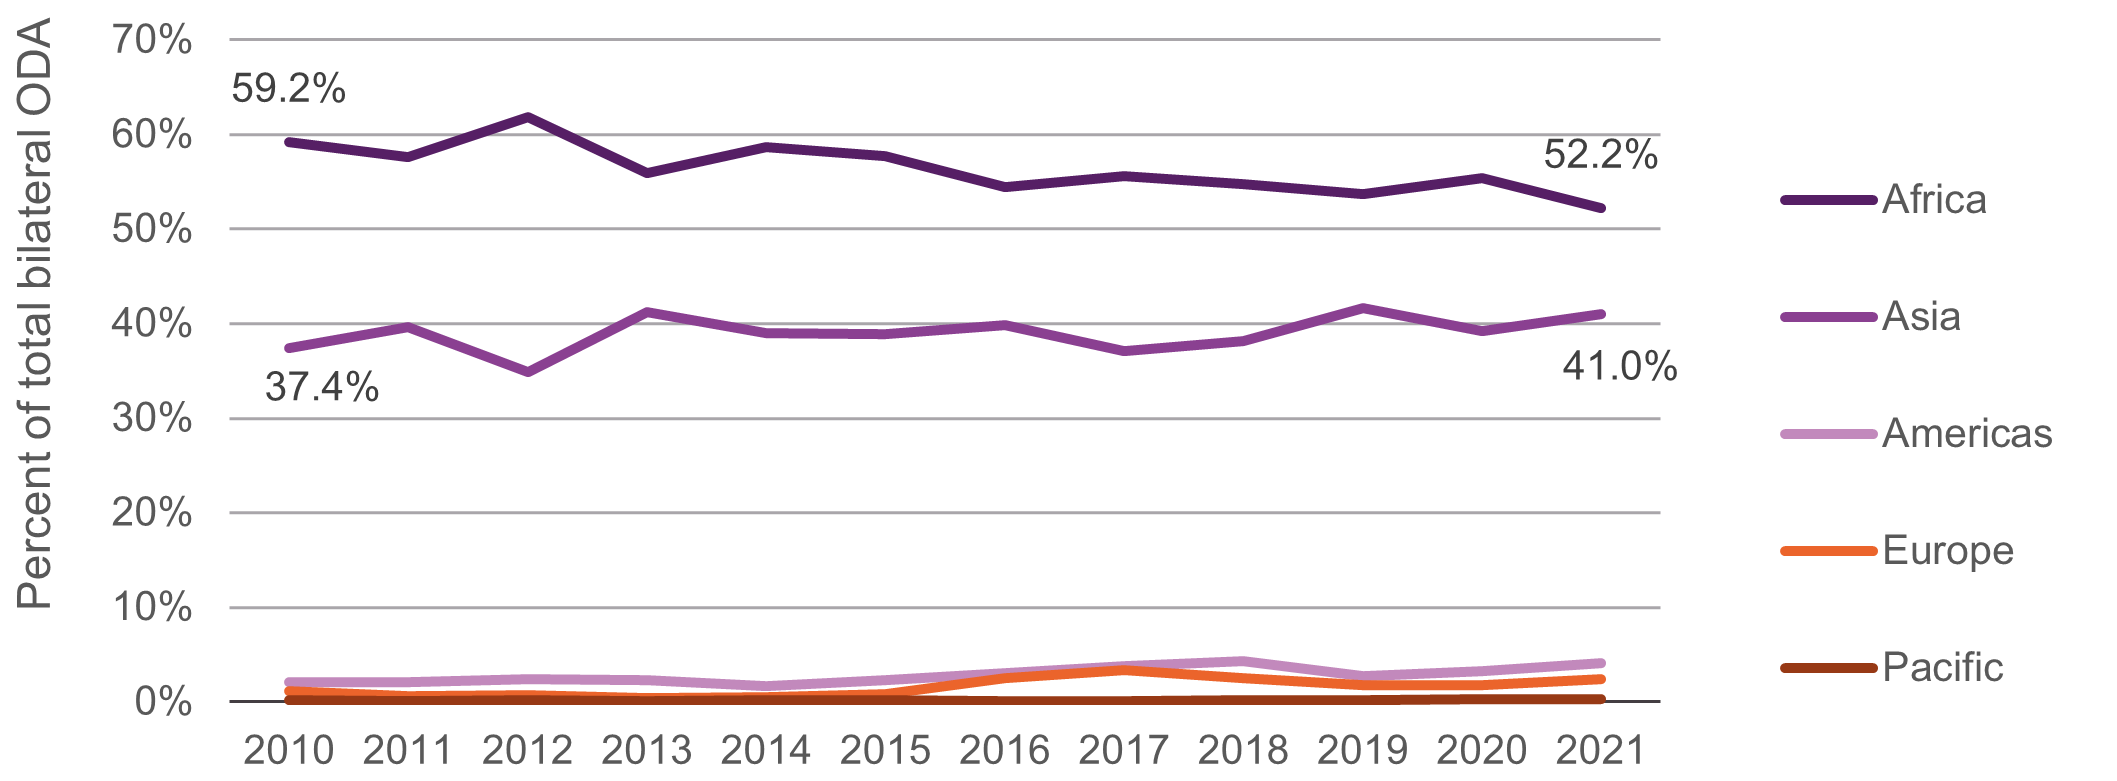 Percent of total bilateral ODA
70%
60%
50%
40%
30%
20%
10%
0%
59.2%
52.2%
37.4%
41.0%
2010 2011 2012 2013 2014 2015 2016 2017 2018 2019 2020 2021
Africa
Asia
Americas
Europe
Pacific